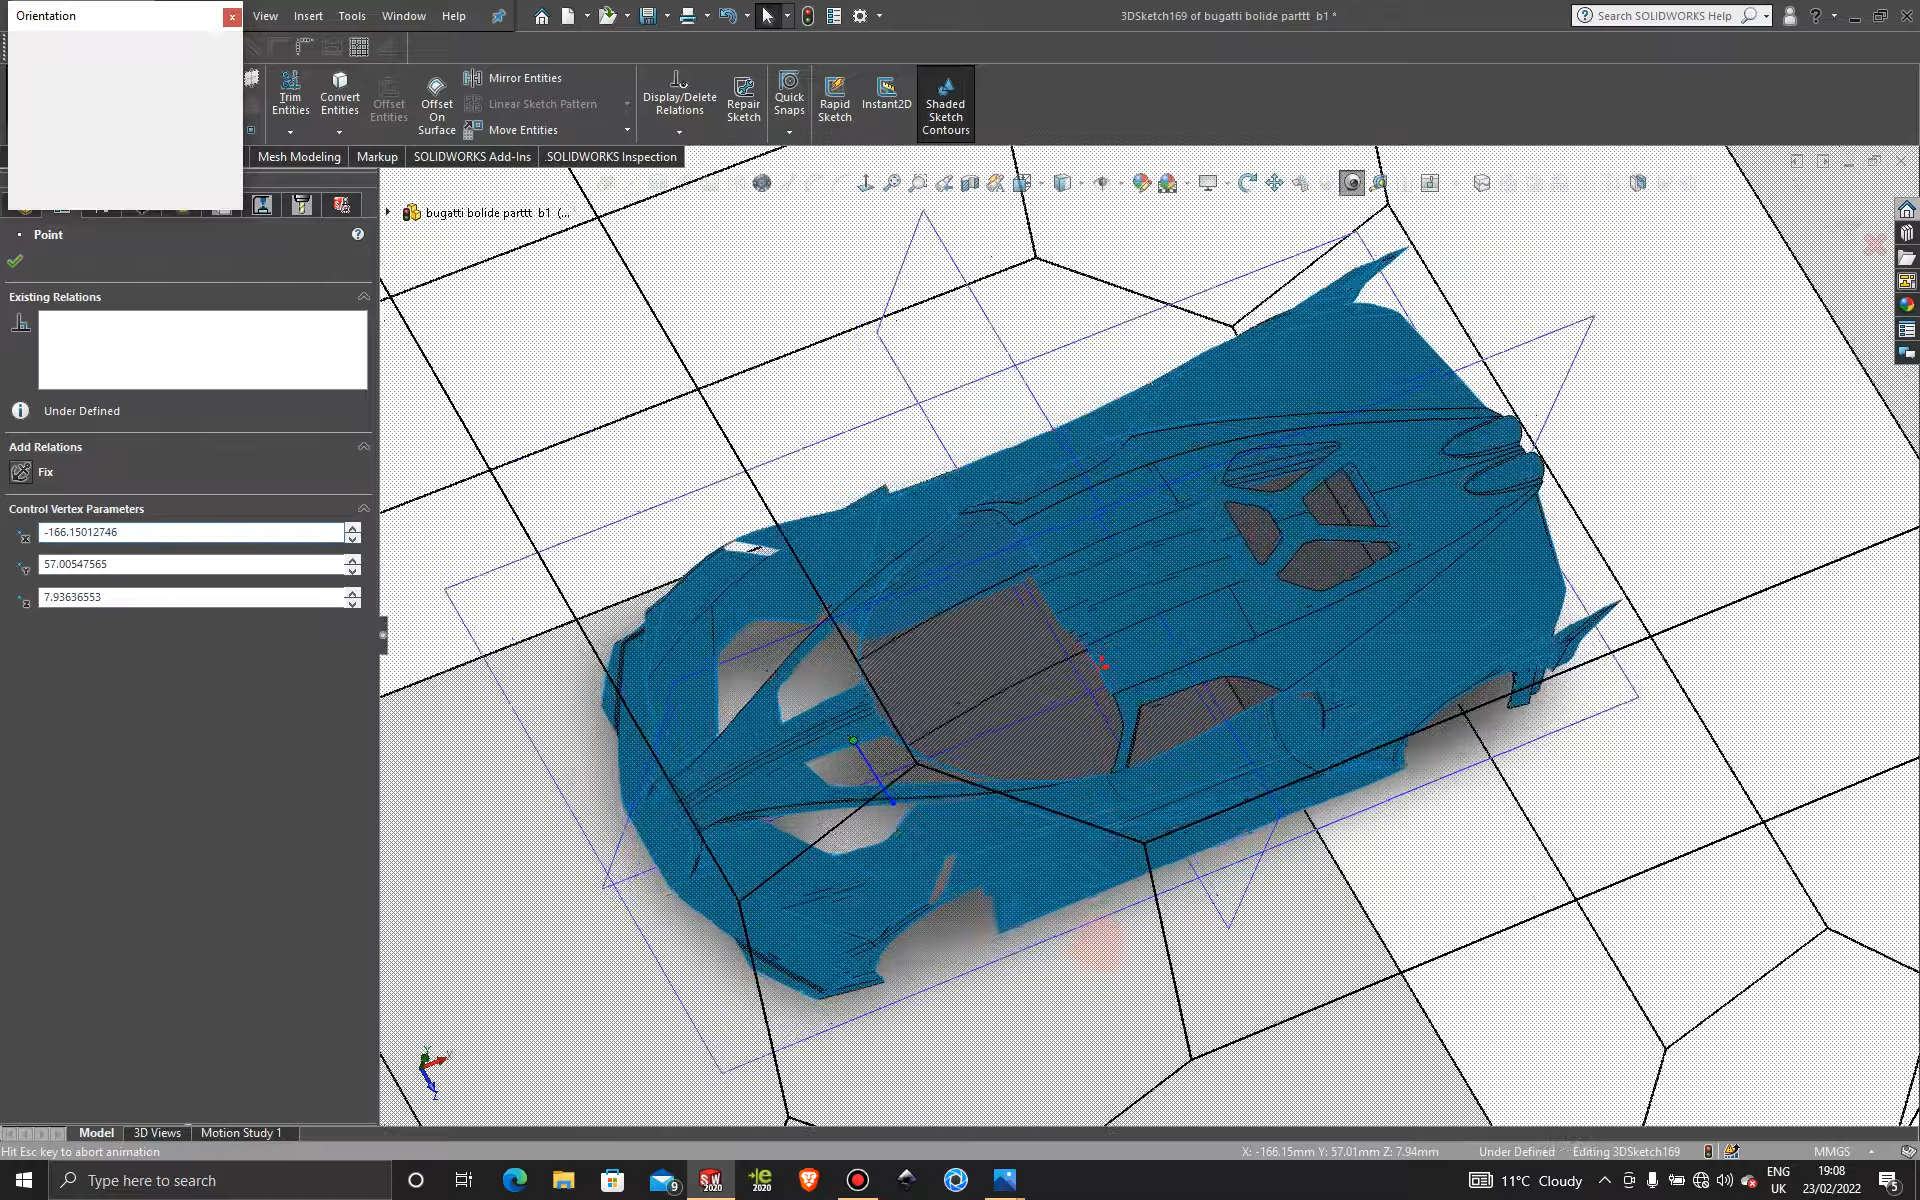 Orientation
x
View Insert Tools Window Help
3DSketch169 of bugatti bolide parttt b1 *
Search SOLIDWORKS Help
?
Trim Entities
Convert Entities
Offset Entities
Offset On Surface
Mirror Entities
Linear Sketch Pattern
Move Entities
Display/Delete Relations
Repair Sketch
Quick Snaps
Rapid Sketch
Instant2D
Shaded Sketch Contours
Mesh Modeling Markup SOLIDWORKS Add-Ins SOLIDWORKS Inspection
bugatti bolide parttt b1 (...
Point
Existing Relations
Under Defined
Add Relations
Fix
Control Vertex Parameters
-166.15012746
57.00547565
7.93636553
Model 3D Views Motion Study 1
Hit Esc key to abort animation
X: -166.15mm Y: 57.01mm Z: 7.94mm Under Defined Editing 3DSketch169 MMGS
Type here to search
9
SW 2020
e 2020
11°C Cloudy
ENG UK
19:08
23/02/2022
5